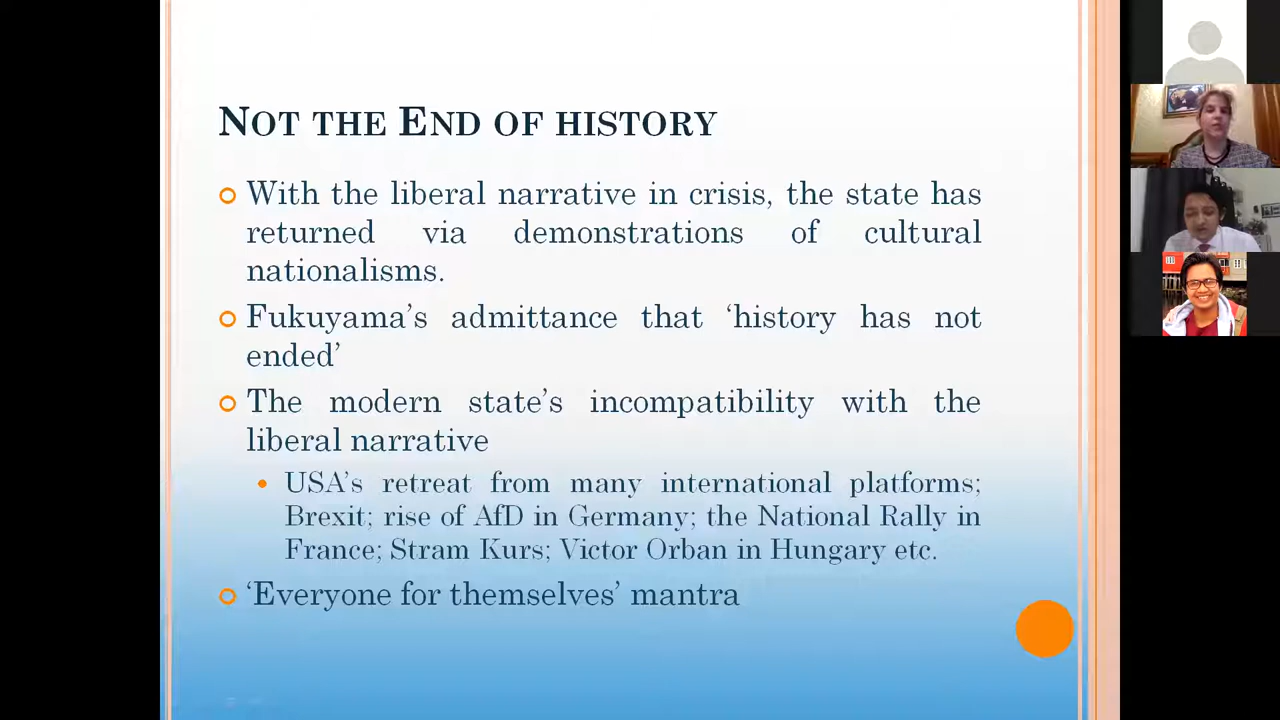 NOT THE END OF HISTORY
With the liberal narrative in crisis, the state has
returned via demonstrations of cultural
nationalisms.
Fukuyama’s admittance that ‘history has not
ended’
The modern state’s incompatibility with the
liberal narrative
USA’s retreat from many international platforms;
Brexit; rise of AfD in Germany; the National Rally in
France; Stram Kurs; Victor Orban in Hungary etc.
‘Everyone for themselves’ mantra